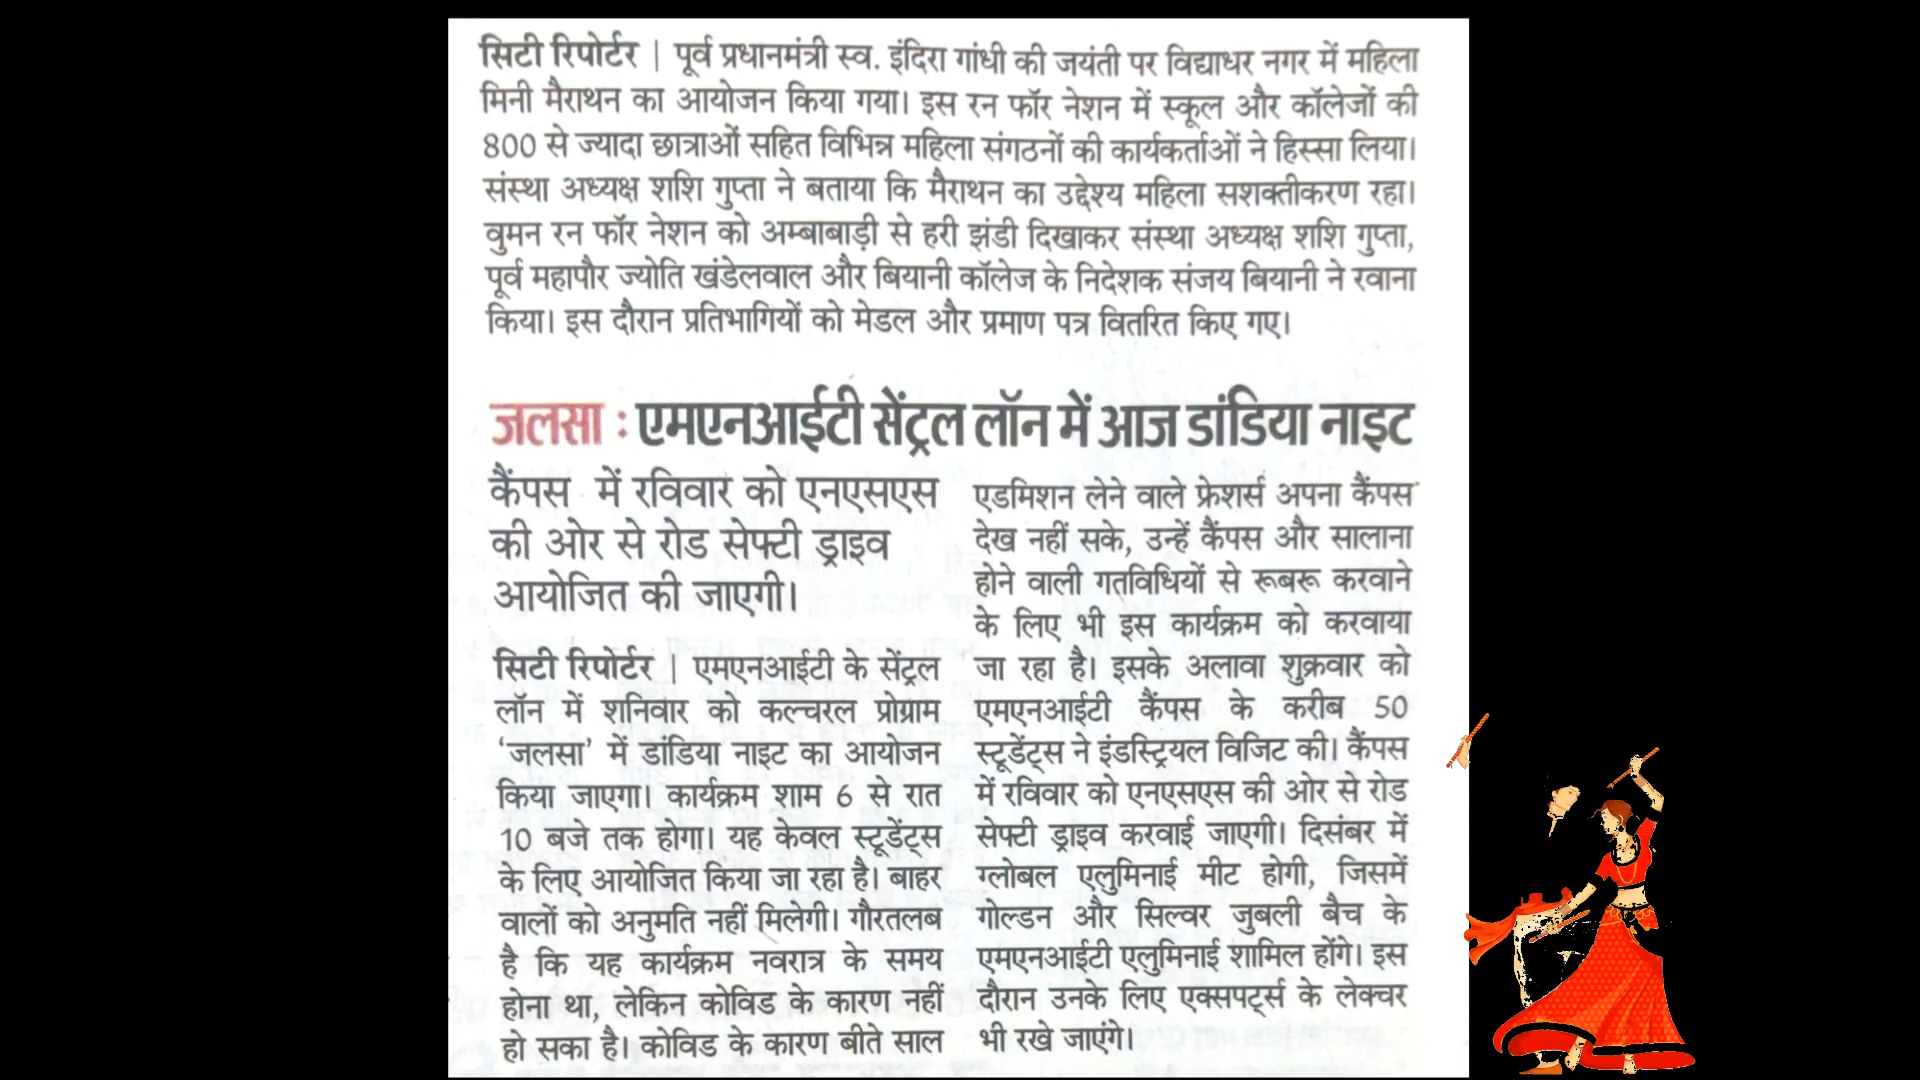 सिटी रिपोर्टर | पूर्व प्रधानमंत्री स्व. इंदिरा गांधी की जयंती पर विद्याधर नगर में महिला
मिनी मैराथन का आयोजन किया गया। इस रन फॉर नेशन में स्कूल और कॉलेजों की
800 से ज्यादा छात्राओं सहित विभिन्न महिला संगठनों की कार्यकर्ताओं ने हिस्सा लिया।
संस्था अध्यक्ष शशि गुप्ता ने बताया कि मैराथन का उद्देश्य महिला सशक्तीकरण रहा।
वुमन रन फॉर नेशन को अम्बाबाड़ी से हरी झंडी दिखाकर संस्था अध्यक्ष शशि गुप्ता,
पूर्व महापौर ज्योति खंडेलवाल और बियानी कॉलेज के निदेशक संजय बियानी ने रवाना
किया। इस दौरान प्रतिभागियों को मेडल और प्रमाण पत्र वितरित किए गए।
जलसा : एमएनआईटी सेंट्रल लॉन में आज डांडिया नाइट
कैंपस में रविवार को एनएसएस
की ओर से रोड सेफ्टी ड्राइव
आयोजित की जाएगी।
सिटी रिपोर्टर | एमएनआईटी के सेंट्रल
लॉन में शनिवार को कल्चरल प्रोग्राम
‘जलसा’ में डांडिया नाइट का आयोजन
किया जाएगा। कार्यक्रम शाम 6 से रात
10 बजे तक होगा। यह केवल स्टूडेंट्स
के लिए आयोजित किया जा रहा है। बाहर
वालों को अनुमति नहीं मिलेगी। गौरतलब
है कि यह कार्यक्रम नवरात्र के समय
होना था, लेकिन कोविड के कारण नहीं
हो सका है। कोविड के कारण बीते साल
एडमिशन लेने वाले फ्रेशर्स अपना कैंपस
देख नहीं सके, उन्हें कैंपस और सालाना
होने वाली गतविधियों से रूबरू करवाने
के लिए भी इस कार्यक्रम को करवाया
जा रहा है। इसके अलावा शुक्रवार को
एमएनआईटी कैंपस के करीब 50
स्टूडेंट्स ने इंडस्ट्रियल विजिट की। कैंपस
में रविवार को एनएसएस की ओर से रोड
सेफ्टी ड्राइव करवाई जाएगी। दिसंबर में
ग्लोबल एलुमिनाई मीट होगी, जिसमें
गोल्डन और सिल्वर जुबली बैच के
एमएनआईटी एलुमिनाई शामिल होंगे। इस
दौरान उनके लिए एक्सपर्ट्स के लेक्चर
भी रखे जाएंगे।